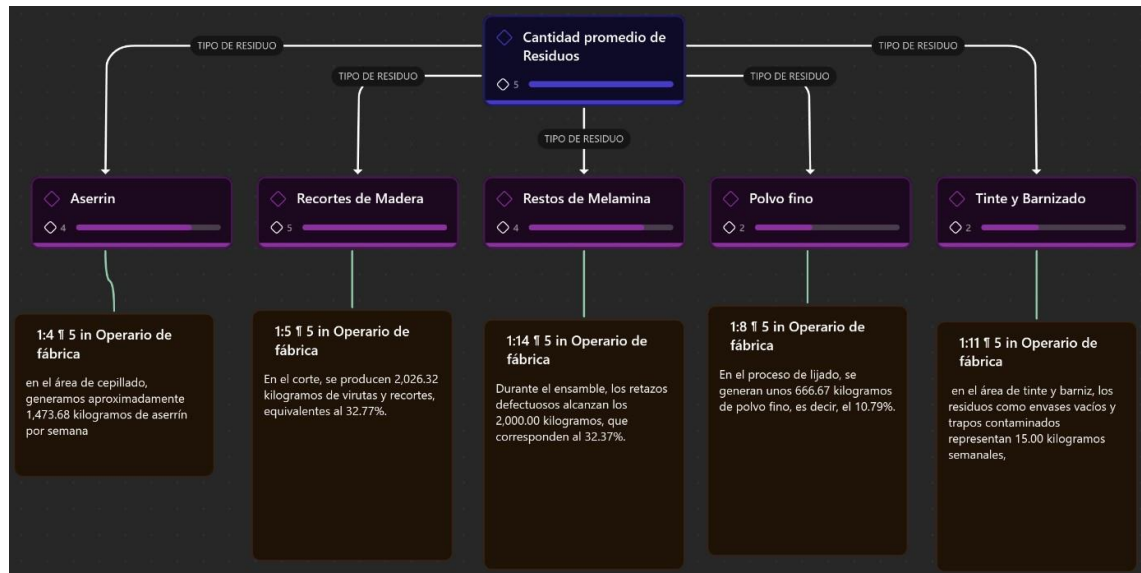 Cantidad promedio de
Residuos
5
TIPO DE RESIDUO
TIPO DE RESIDUO
TIPO DE RESIDUO
TIPO DE RESIDUO
TIPO DE RESIDUO
Aserrin
4
Recortes de Madera
5
Restos de Melamina
4
Polvo fino
2
Tinte y Barnizado
2
1:4 ¶ 5 in Operario de
fábrica
en el área de cepillado,
generamos aproximadamente
1,473.68 kilogramos de aserrín
por semana
1:5 ¶ 5 in Operario de
fábrica
En el corte, se producen 2,026.32
kilogramos de virutas y recortes,
equivalentes al 32.77%.
1:14 ¶ 5 in Operario de
fábrica
Durante el ensamble, los retazos
defectuosos alcanzan los
2,000.00 kilogramos, que
corresponden al 32.37%.
1:8 ¶ 5 in Operario de
fábrica
En el proceso de lijado, se
generan unos 666.67 kilogramos
de polvo fino, es decir, el 10.79%.
1:11 ¶ 5 in Operario de
fábrica
en el área de tinte y barniz, los
residuos como envases vacíos y
trapos contaminados
representan 15.00 kilogramos
semanales,